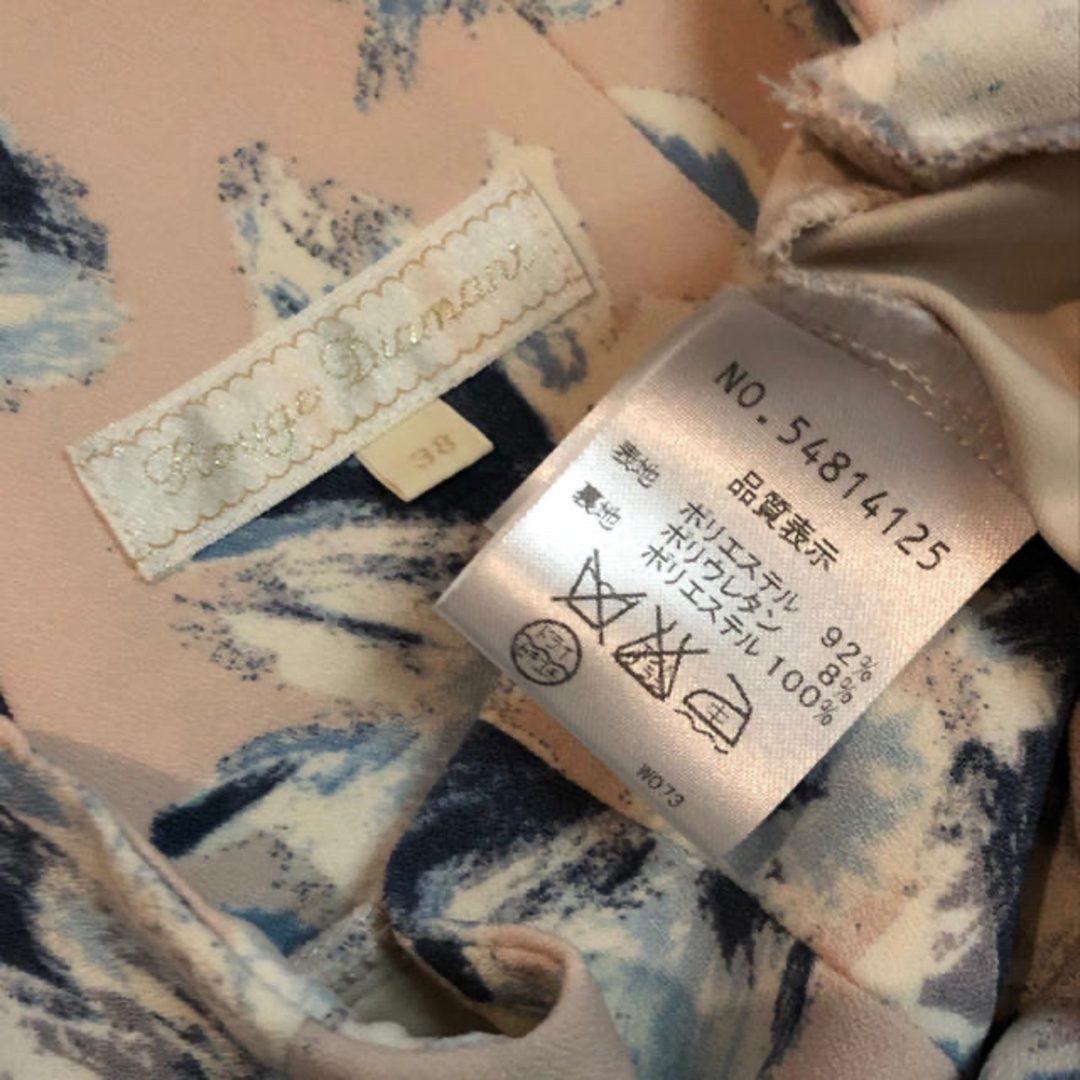 Rouge Diamant
38
NO.54814125
品質表示
表地 ポリエステル 92%
ポリウレタン 8%
裏地 ポリエステル 100%
ドライ
エ
W073